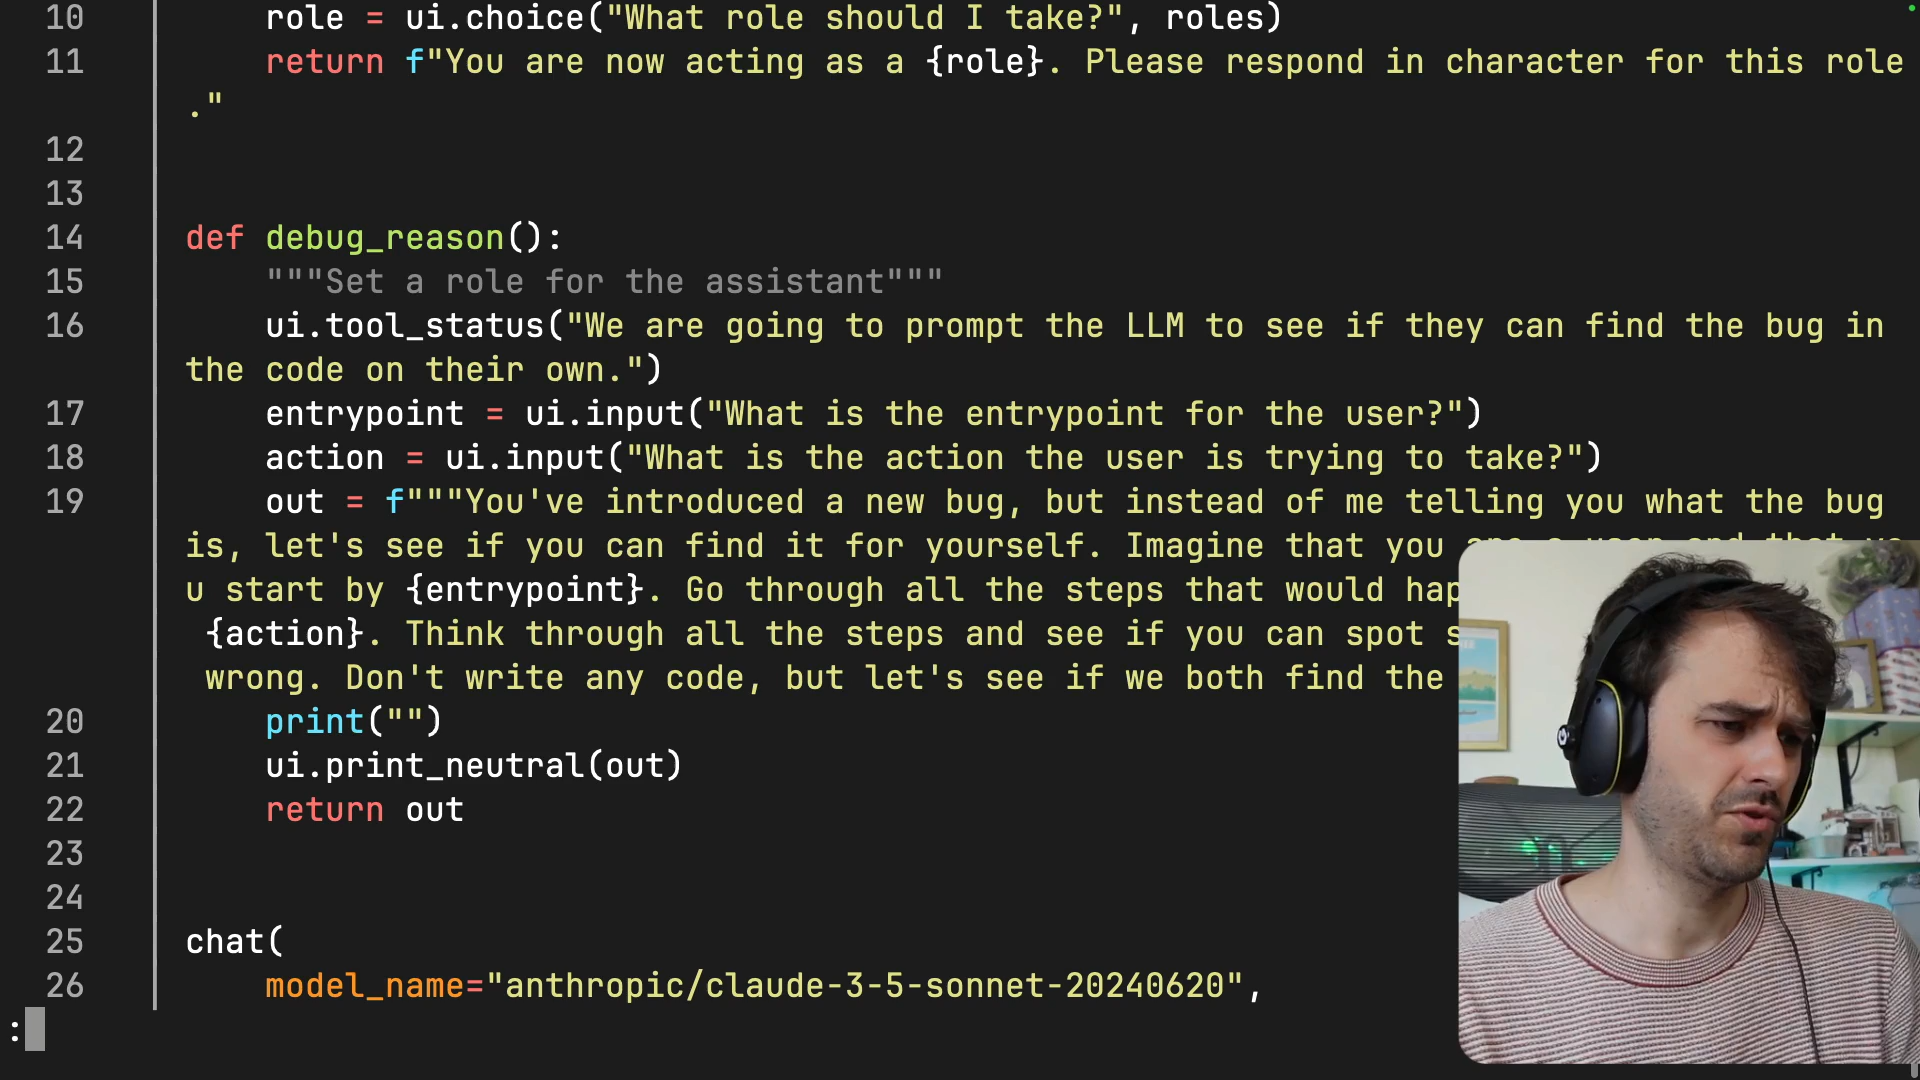 10 role = ui.choice("What role should I take?", roles)
11 return f"You are now acting as a {role}. Please respond in character for this role
."
12
13
14 def debug_reason():
15 """Set a role for the assistant"""
16 ui.tool_status("We are going to prompt the LLM to see if they can find the bug in
the code on their own.")
17 entrypoint = ui.input("What is the entrypoint for the user?")
18 action = ui.input("What is the action the user is trying to take?")
19 out = f"""You've introduced a new bug, but instead of me telling you what the bug
is, let's see if you can find it for yourself. Imagine that you
u start by {entrypoint}. Go through all the steps that would
{action}. Think through all the steps and see if you can spot
wrong. Don't write any code, but let's see if we both find the
20 print("")
21 ui.print_neutral(out)
22 return out
23
24
25 chat(
26 model_name="anthropic/claude-3-5-sonnet-20240620",
: